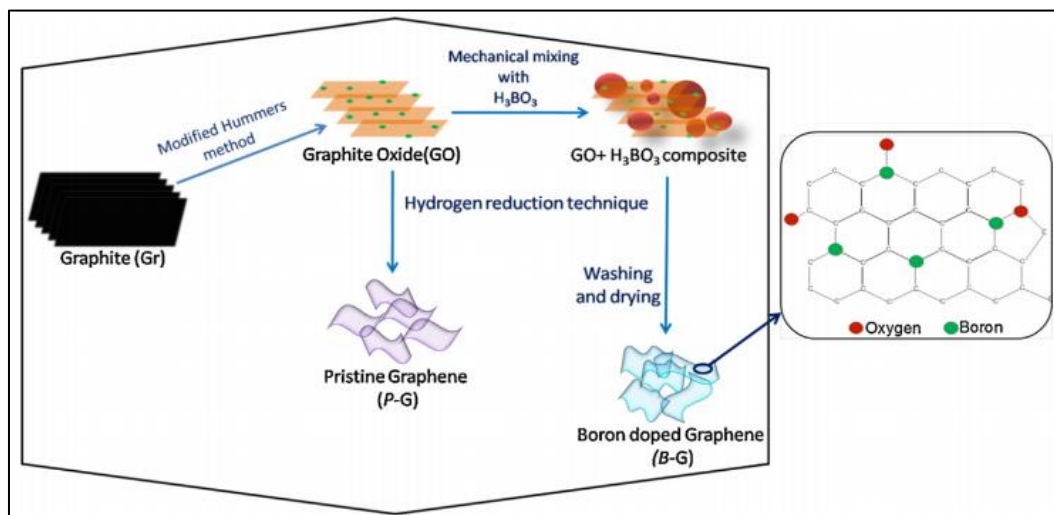 Modified Hummers
method
Graphite (Gr)
Graphite Oxide(GO)
Mechanical mixing
with
H₃BO₃
GO+ H₃BO₃ composite
Hydrogen reduction technique
Washing
and drying
Pristine Graphene
(P-G)
Boron doped Graphene
(B-G)
Oxygen Boron